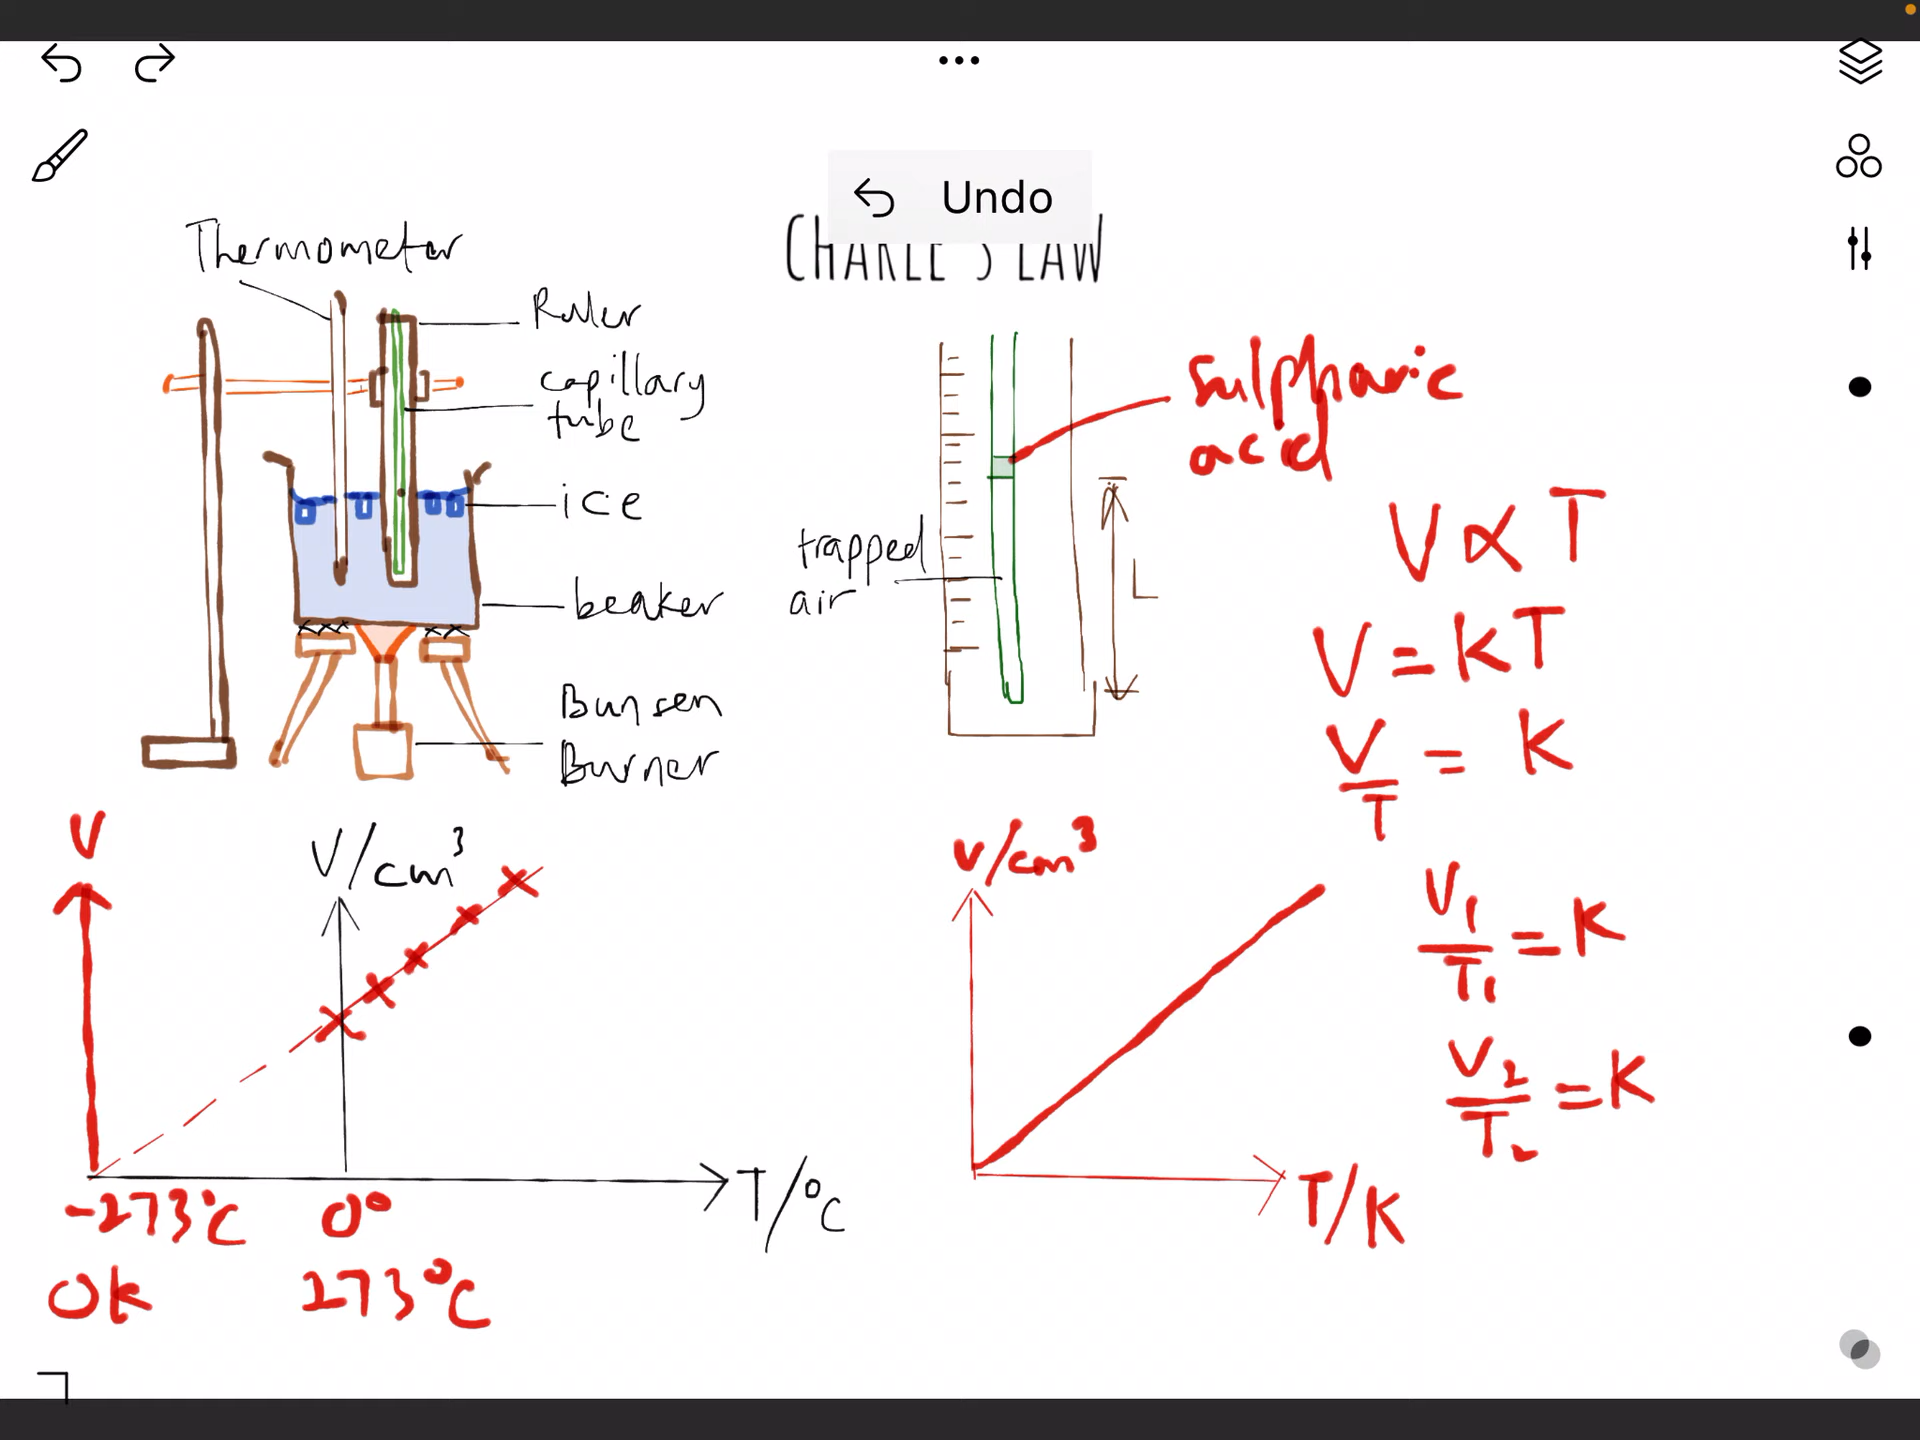 Undo
CHARLE'S LAW
Thermometer
Ruler
capillary
tube
ice
beaker
Bunsen
Burner
trapped
air
L
sulphuric
acid
V ∝ T
V = KT
V/T = K
V₁/T₁ = K
V₂/T₂ = K
V
V/cm³
T/°C
-273°C 0°
0K 273°C
V/cm³
T/K